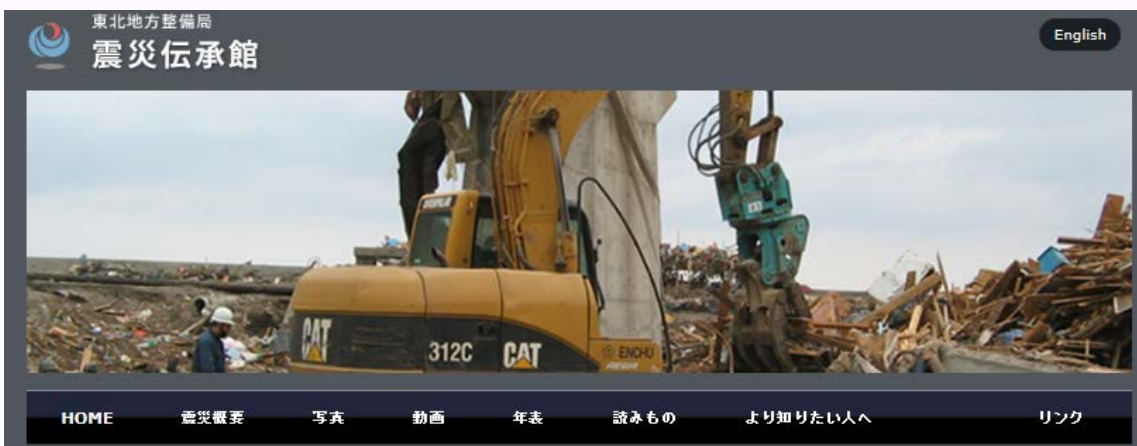 東北地方整備局
震災伝承館
English
CAT
312C
CAT
ENCHU
HOME 震災概要 写真 動画 年表 読みもの より知りたい人へ リンク